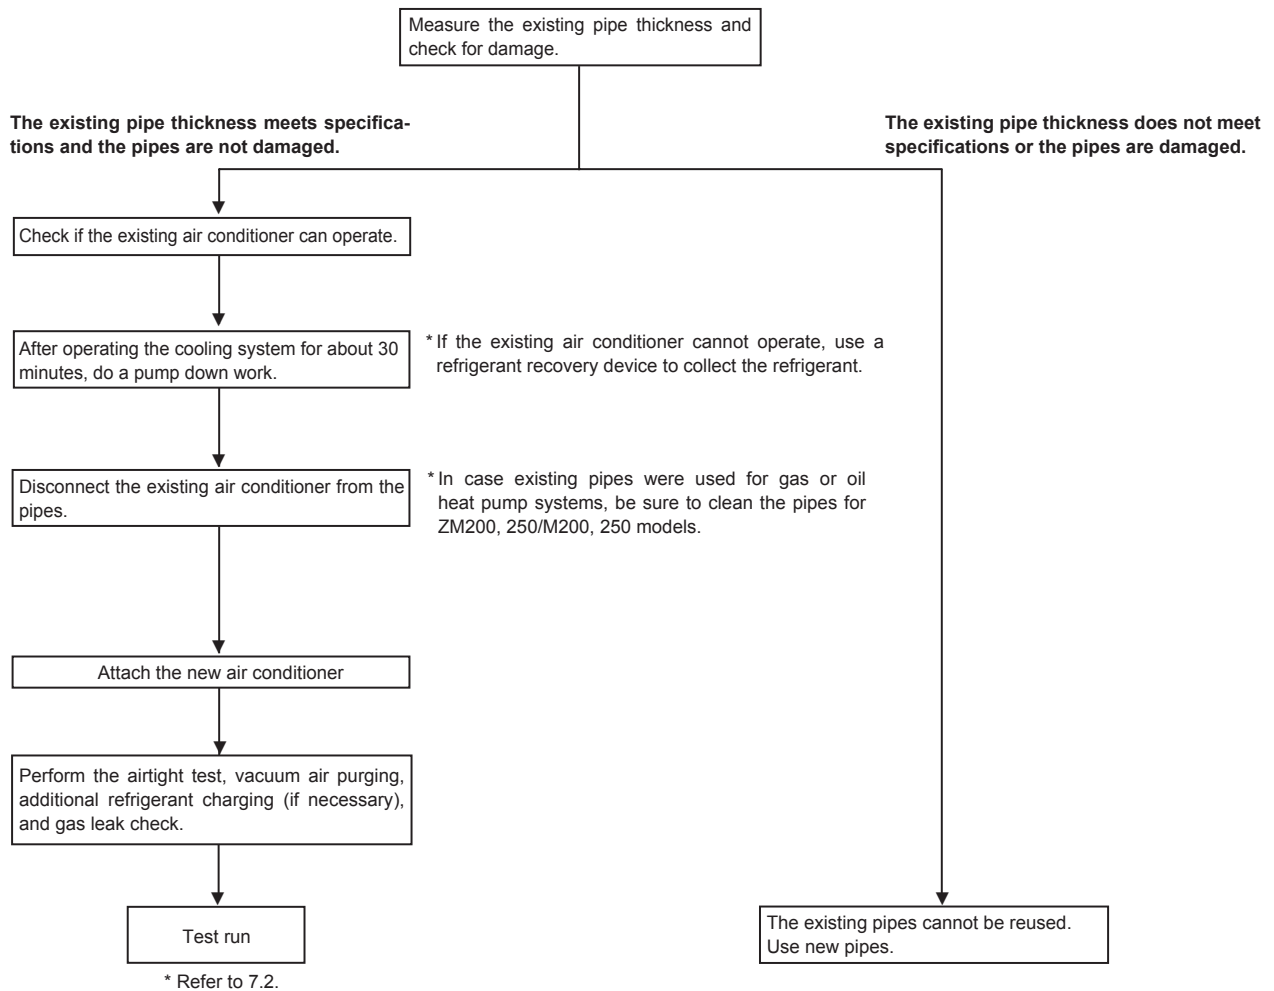 Measure the existing pipe thickness and
check for damage.
The existing pipe thickness meets specifica-
tions and the pipes are not damaged.
The existing pipe thickness does not meet
specifications or the pipes are damaged.
Check if the existing air conditioner can operate.
After operating the cooling system for about 30
minutes, do a pump down work.
* If the existing air conditioner cannot operate, use a
refrigerant recovery device to collect the refrigerant.
Disconnect the existing air conditioner from the
pipes.
* In case existing pipes were used for gas or oil
heat pump systems, be sure to clean the pipes for
ZM200, 250/M200, 250 models.
Attach the new air conditioner
Perform the airtight test, vacuum air purging,
additional refrigerant charging (if necessary),
and gas leak check.
Test run
* Refer to 7.2.
The existing pipes cannot be reused.
Use new pipes.